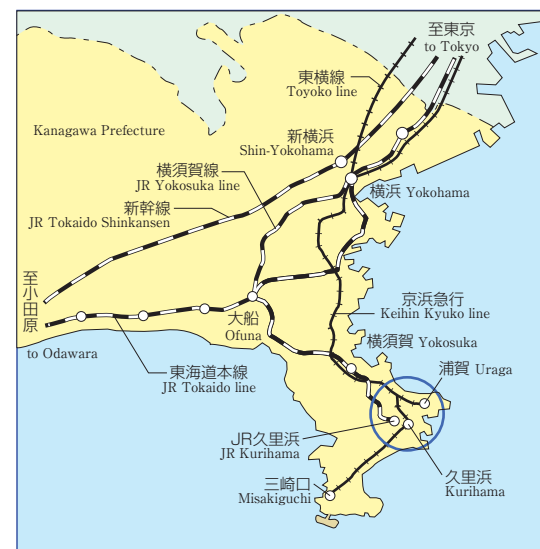 至東京
to Tokyo
東横線
Toyoko line
Kanagawa Prefecture
新横浜
Shin-Yokohama
横須賀線
JR Yokosuka line
横浜 Yokohama
新幹線
JR Tokaido Shinkansen
至小田原
to Odawara
大船
Ofuna
京浜急行
Keihin Kyuko line
横須賀 Yokosuka
東海道本線
JR Tokaido line
浦賀 Uraga
JR久里浜
JR Kurihama
久里浜
Kurihama
三崎口
Misakiguchi